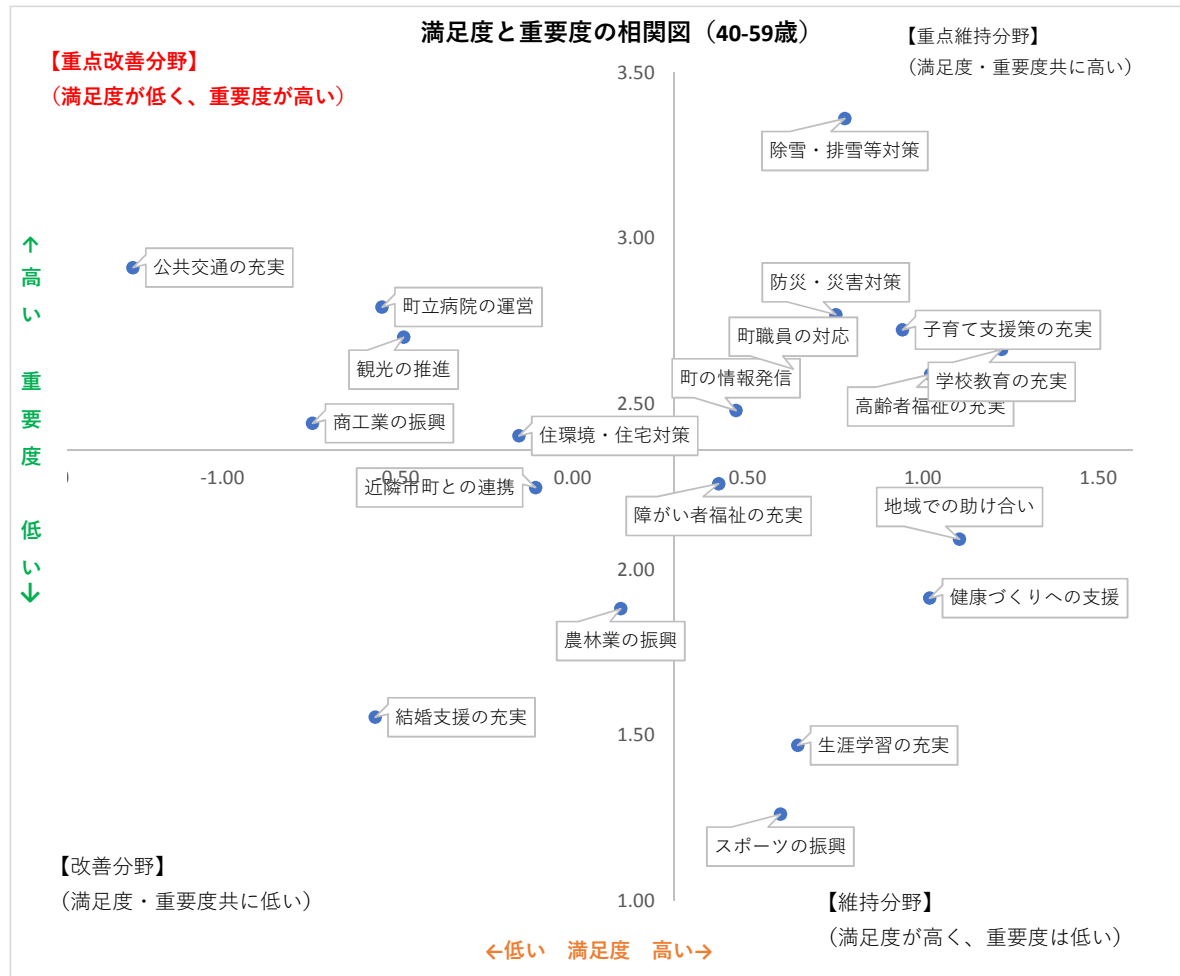 満足度と重要度の相関図（40-59歳）
【重点改善分野】
（満足度が低く、重要度が高い）
【重点維持分野】
（満足度・重要度共に高い）
3.50
除雪・排雪等対策
3.00
↑
高
い
重
要
度
低
い
↓
公共交通の充実
町立病院の運営
観光の推進
商工業の振興
防災・災害対策
町職員の対応
子育て支援策の充実
学校教育の充実
高齢者福祉の充実
町の情報発信
2.50
住環境・住宅対策
-1.00
-0.50
0.00
0.50
1.00
1.50
近隣市町との連携
障がい者福祉の充実
地域での助け合い
2.00
健康づくりへの支援
農林業の振興
結婚支援の充実
1.50
生涯学習の充実
スポーツの振興
【改善分野】
（満足度・重要度共に低い）
1.00
【維持分野】
（満足度が高く、重要度は低い）
←低い　満足度　高い→